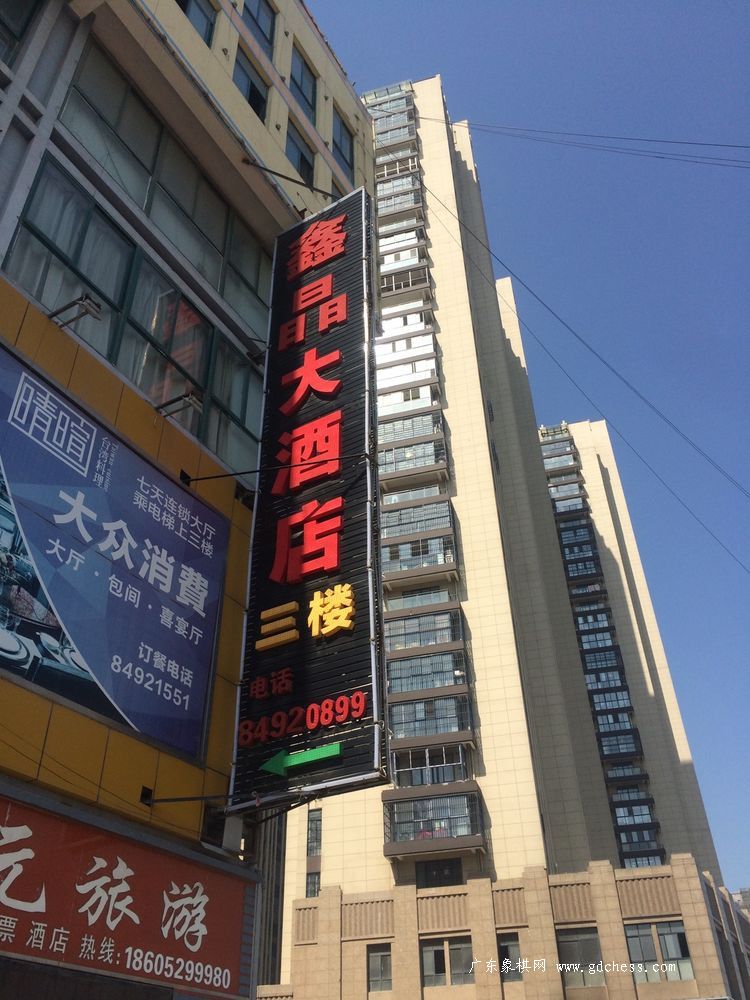 鑫晶大酒店
三楼
电话
84920899
晴暄
台湾料理
七天连锁大厅
乘电梯上三楼
大众消費
大厅·包间·喜宴厅
订餐电话
84921551
元旅游
票 酒店 热线:18605299980
广东象棋网 www.gdchess.com